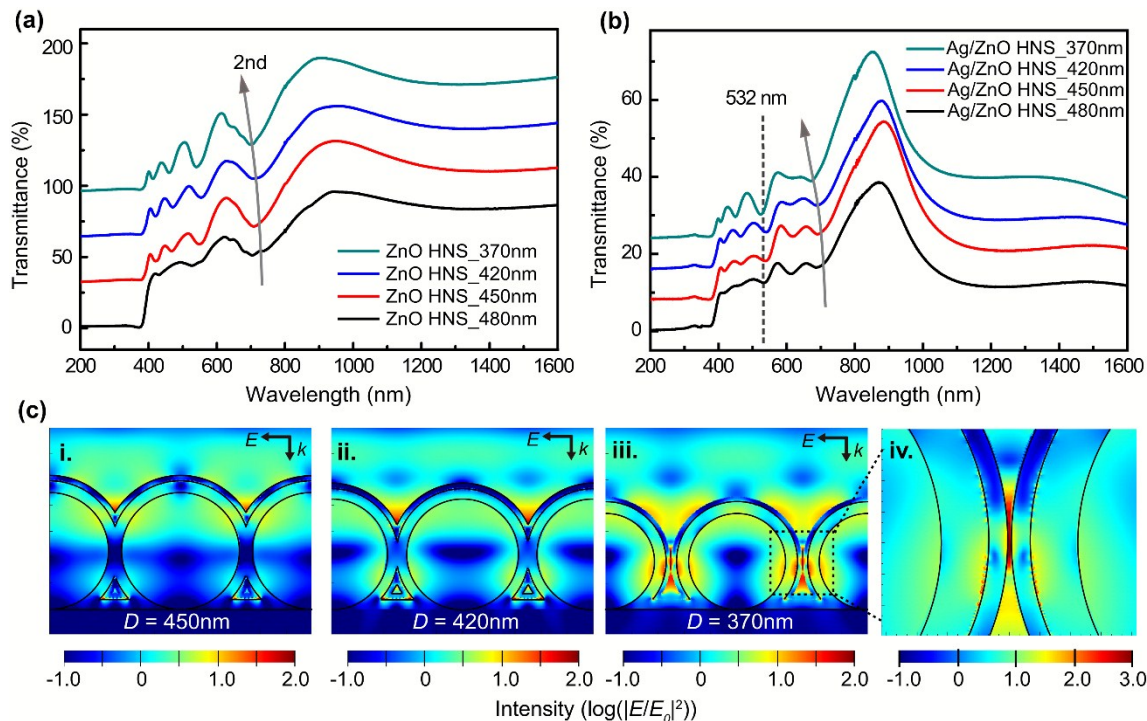 (a)
Transmittance (%)
200
150
100
50
0
2nd
ZnO HNS_370nm
ZnO HNS_420nm
ZnO HNS_450nm
ZnO HNS_480nm
200 400 600 800 1000 1200 1400 1600
Wavelength (nm)
(b)
Transmittance (%)
60
40
20
0
532 nm
Ag/ZnO HNS_370nm
Ag/ZnO HNS_420nm
Ag/ZnO HNS_450nm
Ag/ZnO HNS_480nm
200 400 600 800 1000 1200 1400 1600
Wavelength (nm)
(c)
i.
E
k
D = 450nm
ii.
E
k
D = 420nm
iii.
E
k
D = 370nm
iv.
-1.0 0 1.0 2.0
-1.0 0 1.0 2.0
-1.0 0 1.0 2.0
-1.0 0 1.0 2.0 3.0
Intensity (log(|E/E₀|²))